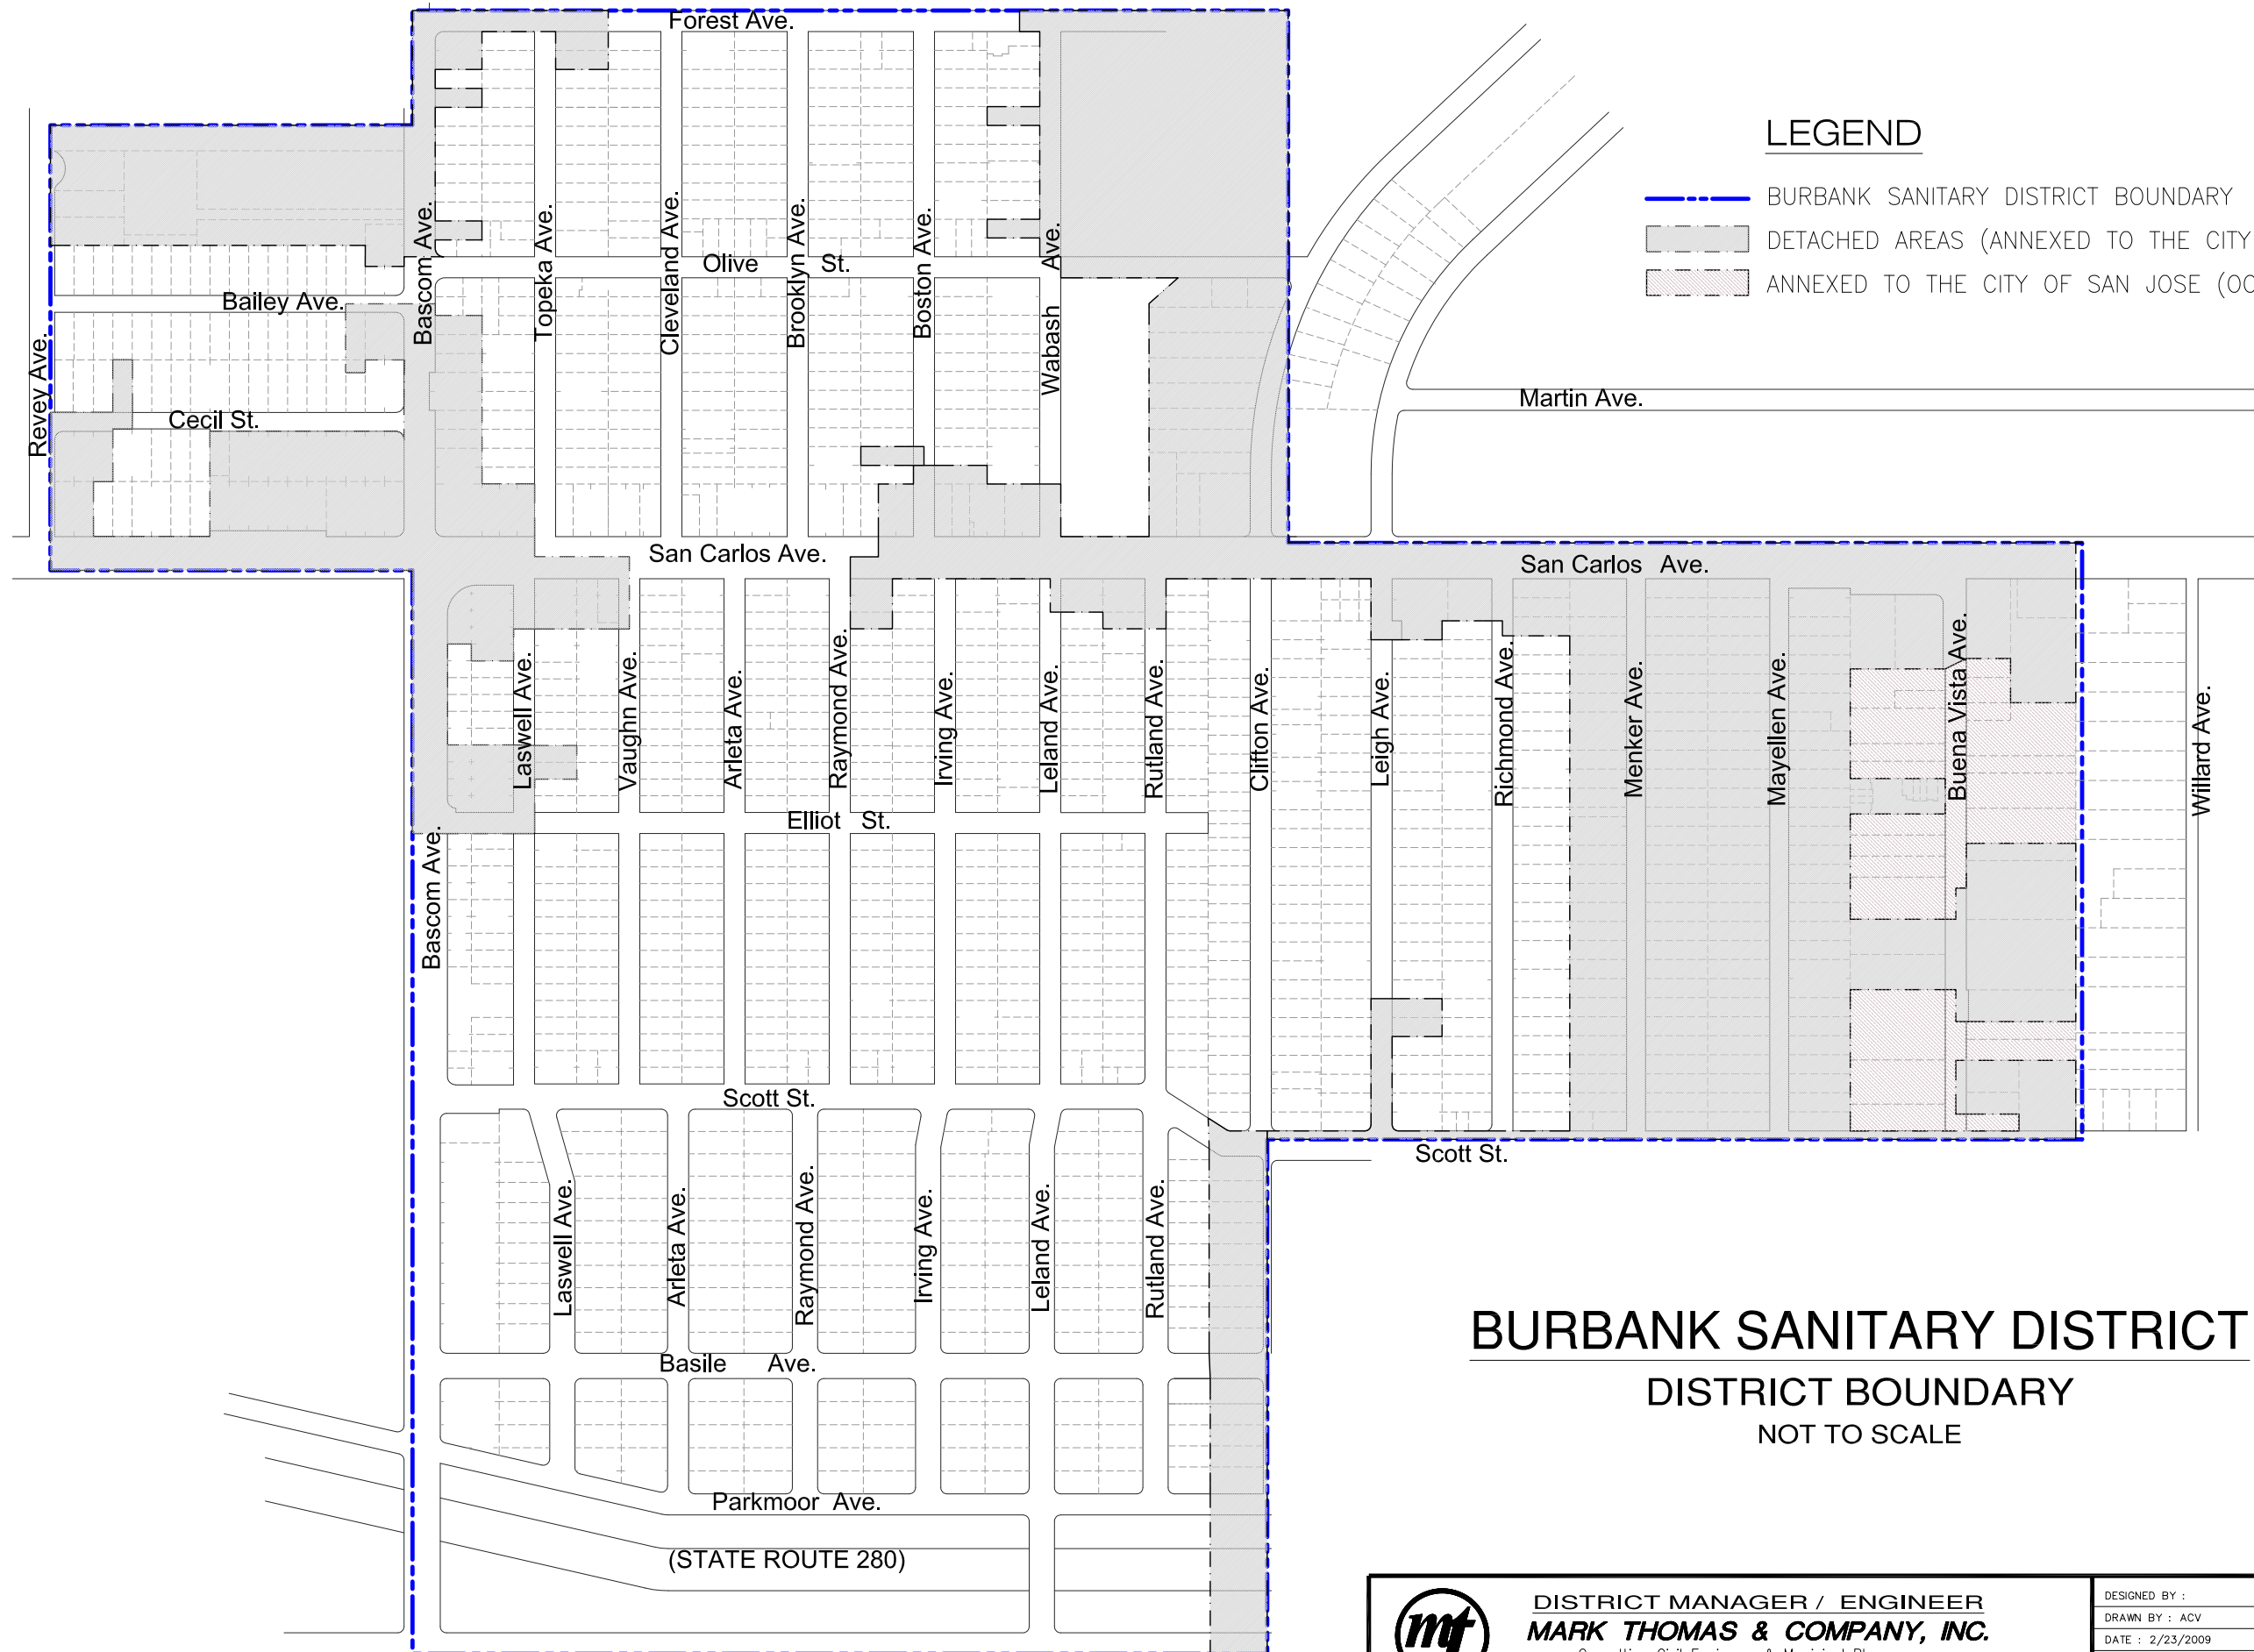 Forest Ave.
LEGEND
BURBANK SANITARY DISTRICT BOUNDARY
DETACHED AREAS (ANNEXED TO THE CITY
ANNEXED TO THE CITY OF SAN JOSE
Bascom Ave.
Topeka Ave.
Cleveland Ave.
Brooklyn Ave.
Boston Ave.
Wabash Ave.
Olive St.
Bailey Ave.
Revey Ave.
Cecil St.
Martin Ave.
San Carlos Ave.
San Carlos Ave.
Laswell Ave.
Vaughn Ave.
Arleta Ave.
Raymond Ave.
Irving Ave.
Leland Ave.
Rutland Ave.
Clifton Ave.
Leigh Ave.
Richmond Ave.
Menker Ave.
Mayellen Ave.
Buena Vista Ave.
Willard Ave.
Elliot St.
Bascom Ave.
Scott St.
Scott St.
Laswell Ave.
Arleta Ave.
Raymond Ave.
Irving Ave.
Leland Ave.
Rutland Ave.
Basile Ave.
Parkmoor Ave.
(STATE ROUTE 280)
BURBANK SANITARY DISTRICT
DISTRICT BOUNDARY
NOT TO SCALE
mt
DISTRICT MANAGER / ENGINEER
MARK THOMAS & COMPANY, INC.
DESIGNED BY :
DRAWN BY : ACV
DATE : 2/23/2009